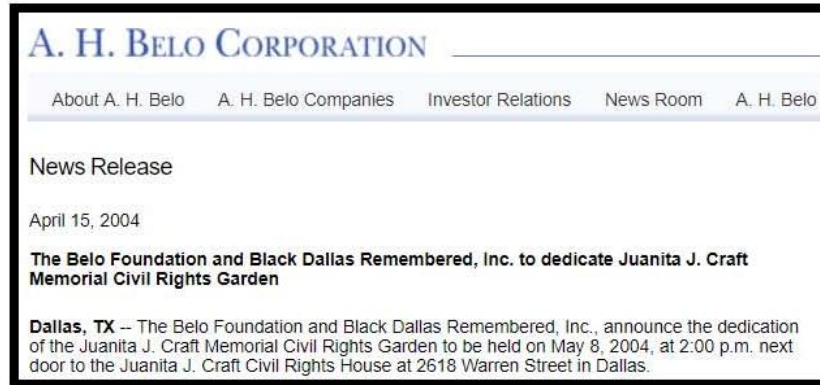 A. H. BELO CORPORATION
About A. H. Belo A. H. Belo Companies Investor Relations News Room A. H. Belo
News Release
April 15, 2004
The Belo Foundation and Black Dallas Remembered, Inc. to dedicate Juanita J. Craft
Memorial Civil Rights Garden
Dallas, TX -- The Belo Foundation and Black Dallas Remembered, Inc., announce the dedication
of the Juanita J. Craft Memorial Civil Rights Garden to be held on May 8, 2004, at 2:00 p.m. next
door to the Juanita J. Craft Civil Rights House at 2618 Warren Street in Dallas.